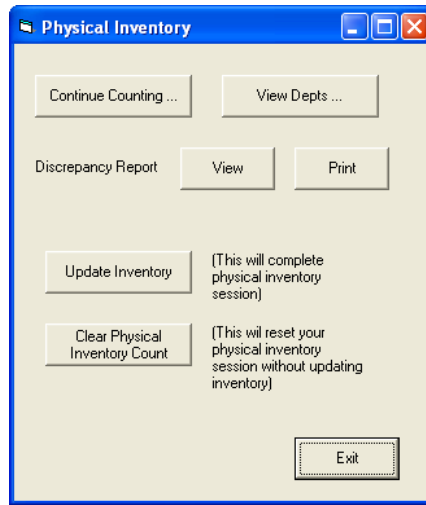 Physical Inventory
Continue Counting ...
View Depts ...
Discrepancy Report
View
Print
Update Inventory
(This will complete
physical inventory
session)
Clear Physical
Inventory Count
(This wil reset your
physical inventory
session without updating
inventory)
Exit